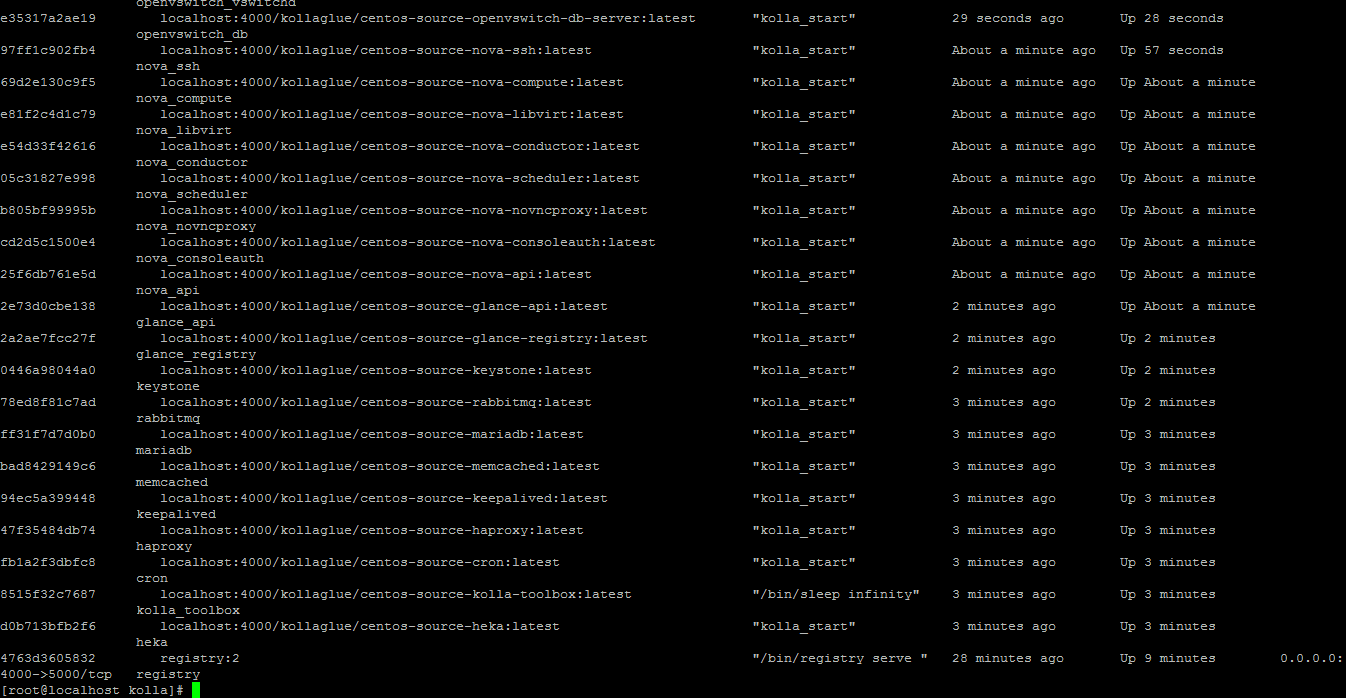 openvswitch_vswitchd
e35317a2ae19 localhost:4000/kollaglue/centos-source-openvswitch-db-server:latest "kolla_start" 29 seconds ago Up 28 seconds
openvswitch_db
97ff1c902fb4 localhost:4000/kollaglue/centos-source-nova-ssh:latest "kolla_start" About a minute ago Up 57 seconds
nova_ssh
69d2e130c9f5 localhost:4000/kollaglue/centos-source-nova-compute:latest "kolla_start" About a minute ago Up About a minute
nova_compute
e81f2c4d1c79 localhost:4000/kollaglue/centos-source-nova-libvirt:latest "kolla_start" About a minute ago Up About a minute
nova_libvirt
e54d33f42616 localhost:4000/kollaglue/centos-source-nova-conductor:latest "kolla_start" About a minute ago Up About a minute
nova_conductor
05c31827e998 localhost:4000/kollaglue/centos-source-nova-scheduler:latest "kolla_start" About a minute ago Up About a minute
nova_scheduler
b805bf99995b localhost:4000/kollaglue/centos-source-nova-novncproxy:latest "kolla_start" About a minute ago Up About a minute
nova_novncproxy
cd2d5c1500e4 localhost:4000/kollaglue/centos-source-nova-consoleauth:latest "kolla_start" About a minute ago Up About a minute
nova_consoleauth
25f6db761e5d localhost:4000/kollaglue/centos-source-nova-api:latest "kolla_start" About a minute ago Up About a minute
nova_api
2e73d0cbe138 localhost:4000/kollaglue/centos-source-glance-api:latest "kolla_start" 2 minutes ago Up About a minute
glance_api
2a2ae7fcc27f localhost:4000/kollaglue/centos-source-glance-registry:latest "kolla_start" 2 minutes ago Up 2 minutes
glance_registry
0446a98044a0 localhost:4000/kollaglue/centos-source-keystone:latest "kolla_start" 2 minutes ago Up 2 minutes
keystone
78ed8f81c7ad localhost:4000/kollaglue/centos-source-rabbitmq:latest "kolla_start" 3 minutes ago Up 2 minutes
rabbitmq
ff31f7d7d0b0 localhost:4000/kollaglue/centos-source-mariadb:latest "kolla_start" 3 minutes ago Up 3 minutes
mariadb
bad8429149c6 localhost:4000/kollaglue/centos-source-memcached:latest "kolla_start" 3 minutes ago Up 3 minutes
memcached
94ec5a399448 localhost:4000/kollaglue/centos-source-keepalived:latest "kolla_start" 3 minutes ago Up 3 minutes
keepalived
47f35484db74 localhost:4000/kollaglue/centos-source-haproxy:latest "kolla_start" 3 minutes ago Up 3 minutes
haproxy
fb1a2f3dbfc8 localhost:4000/kollaglue/centos-source-cron:latest "kolla_start" 3 minutes ago Up 3 minutes
cron
8515f32c7687 localhost:4000/kollaglue/centos-source-kolla-toolbox:latest "/bin/sleep infinity" 3 minutes ago Up 3 minutes
kolla_toolbox
d0b713bfb2f6 localhost:4000/kollaglue/centos-source-heka:latest "kolla_start" 3 minutes ago Up 3 minutes
heka
4763d3605832 registry:2 "/bin/registry serve " 28 minutes ago Up 9 minutes 0.0.0.0:
4000->5000/tcp registry
[root@localhost kolla]#